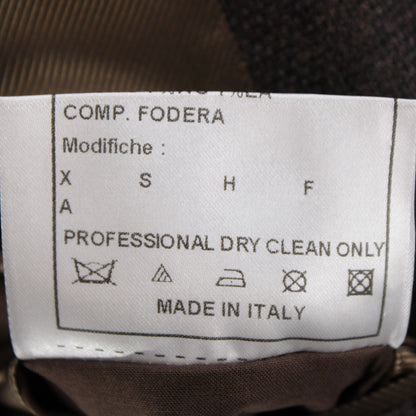 COMP. FODERA
Modifiche :
X S H F
A
PROFESSIONAL DRY CLEAN ONLY
MADE IN ITALY